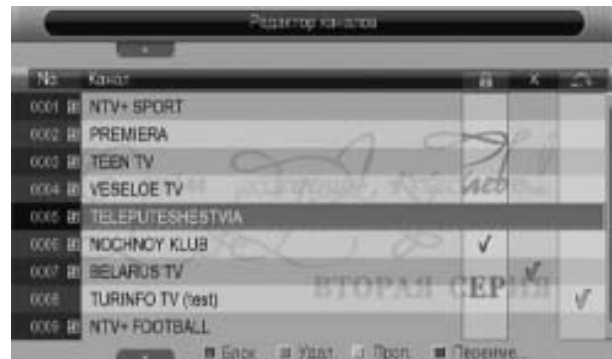 Редактор каналов
No. Канал X
0001 NTV+ SPORT
0002 PREMIERA
0003 TEEN TV
0004 VESELOE TV
0005 TELEPUTESHESTVIA
0006 NOCHNOY KLUB
0007 BELARUS TV
0008 TURINFO TV (test)
0009 NTV+ FOOTBALL
ВТОРАЯ СЕРИЯ
Блок. Удал. Проп. Переиме.